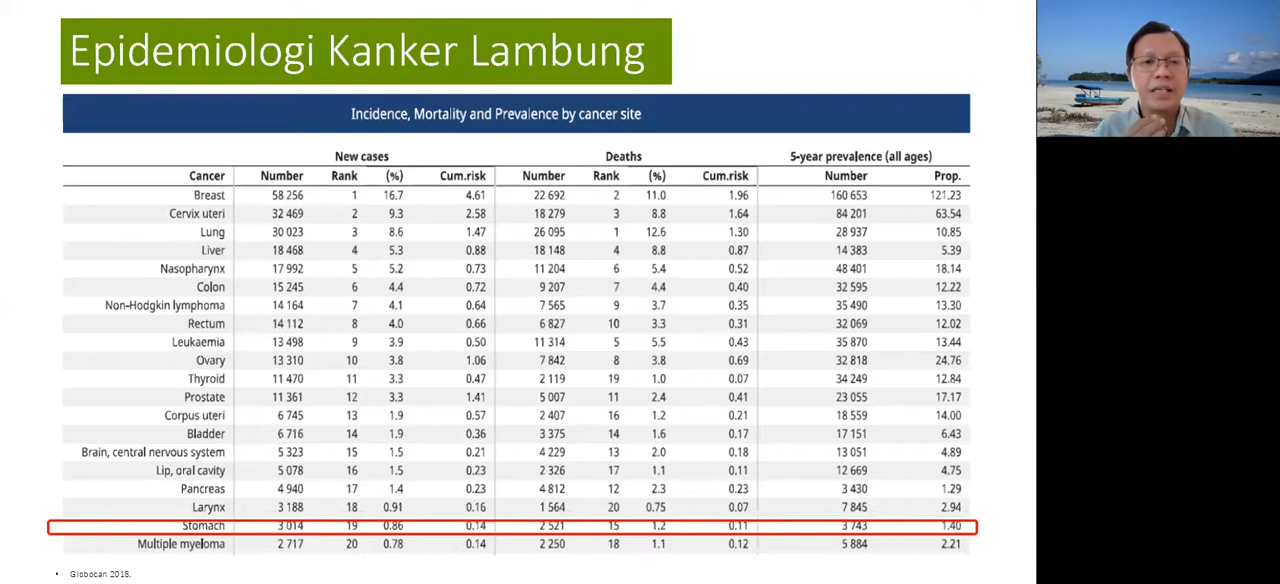 Epidemiologi Kanker Lambung
Incidence, Mortality and Prevalence by cancer site
New cases Deaths 5-year prevalence (all ages)
Cancer Number Rank (%) Cum.risk Number Rank (%) Cum.risk Number Prop.
Breast 58 256 1 16.7 4.61 22 692 2 11.0 1.96 160 653 121.23
Cervix uteri 32 469 2 9.3 2.58 18 279 3 8.8 1.64 84 201 63.54
Lung 30 023 3 8.6 1.47 26 095 1 12.6 1.30 28 937 10.85
Liver 18 468 4 5.3 0.88 18 148 4 8.8 0.87 14 383 5.39
Nasopharynx 17 992 5 5.2 0.73 11 204 6 5.4 0.52 48 401 18.14
Colon 15 245 6 4.4 0.72 9 207 7 4.4 0.40 32 595 12.22
Non-Hodgkin lymphoma 14 164 7 4.1 0.64 7 565 9 3.7 0.35 35 490 13.30
Rectum 14 112 8 4.0 0.66 6 827 10 3.3 0.31 32 069 12.02
Leukaemia 13 498 9 3.9 0.50 11 314 5 5.5 0.43 35 870 13.44
Ovary 13 310 10 3.8 1.06 7 842 8 3.8 0.69 32 818 24.76
Thyroid 11 470 11 3.3 0.47 2 119 19 1.0 0.07 34 249 12.84
Prostate 11 361 12 3.3 1.41 5 007 11 2.4 0.41 23 055 17.17
Corpus uteri 6 745 13 1.9 0.57 2 407 16 1.2 0.21 18 559 14.00
Bladder 6 716 14 1.9 0.36 3 375 14 1.6 0.17 17 151 6.43
Brain, central nervous system 5 323 15 1.5 0.21 4 229 13 2.0 0.18 13 051 4.89
Lip, oral cavity 5 078 16 1.5 0.23 2 326 17 1.1 0.11 12 669 4.75
Pancreas 4 940 17 1.4 0.23 4 812 12 2.3 0.23 3 430 1.29
Larynx 3 188 18 0.91 0.16 1 564 20 0.75 0.07 7 845 2.94
Stomach 3 014 19 0.86 0.14 2 521 15 1.2 0.11 3 743 1.40
Multiple myeloma 2 717 20 0.78 0.14 2 250 18 1.1 0.12 5 884 2.21
• Globocan 2018.